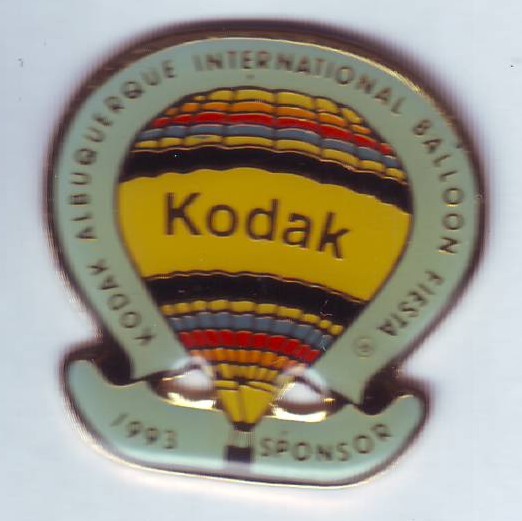 KODAK ALBUQUERQUE INTERNATIONAL BALLOON FIESTA ®
Kodak
1993 SPONSOR